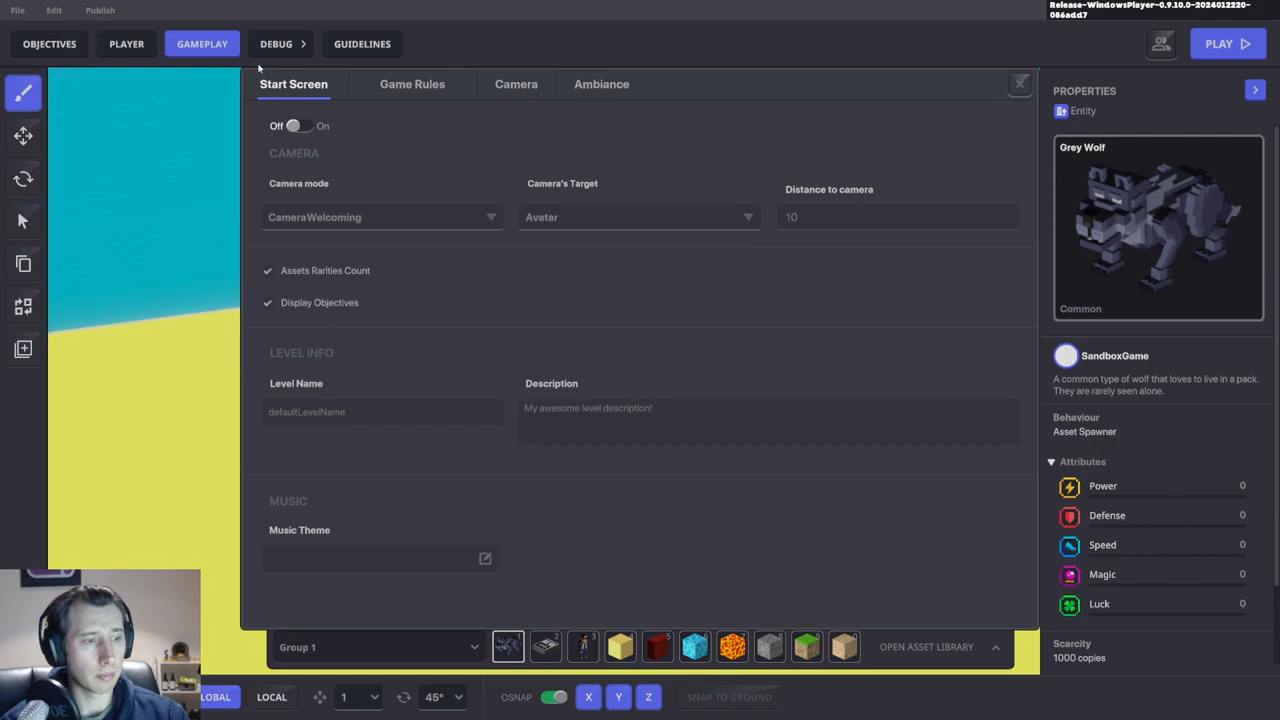 File Edit Publish
Release-WindowsPlayer-0.9.10.0-2024012220-
086add7
OBJECTIVES PLAYER GAMEPLAY DEBUG GUIDELINES PLAY
Start Screen Game Rules Camera Ambiance
Off On
CAMERA
Camera mode Camera's Target Distance to camera
CameraWelcoming Avatar 10
Assets Rarities Count
Display Objectives
LEVEL INFO
Level Name Description
defaultLevelName My awesome level description!
MUSIC
Music Theme
PROPERTIES
Entity
Grey Wolf
Common
SandboxGame
A common type of wolf that loves to live in a pack.
They are rarely seen alone.
Behaviour
Asset Spawner
Attributes
Power 0
Defense 0
Speed 0
Magic 0
Luck 0
Scarcity
1000 copies
Group 1 2 3 OPEN ASSET LIBRARY
LOBAL LOCAL 1 45° OSNAP X Y Z SNAP TO GROUND